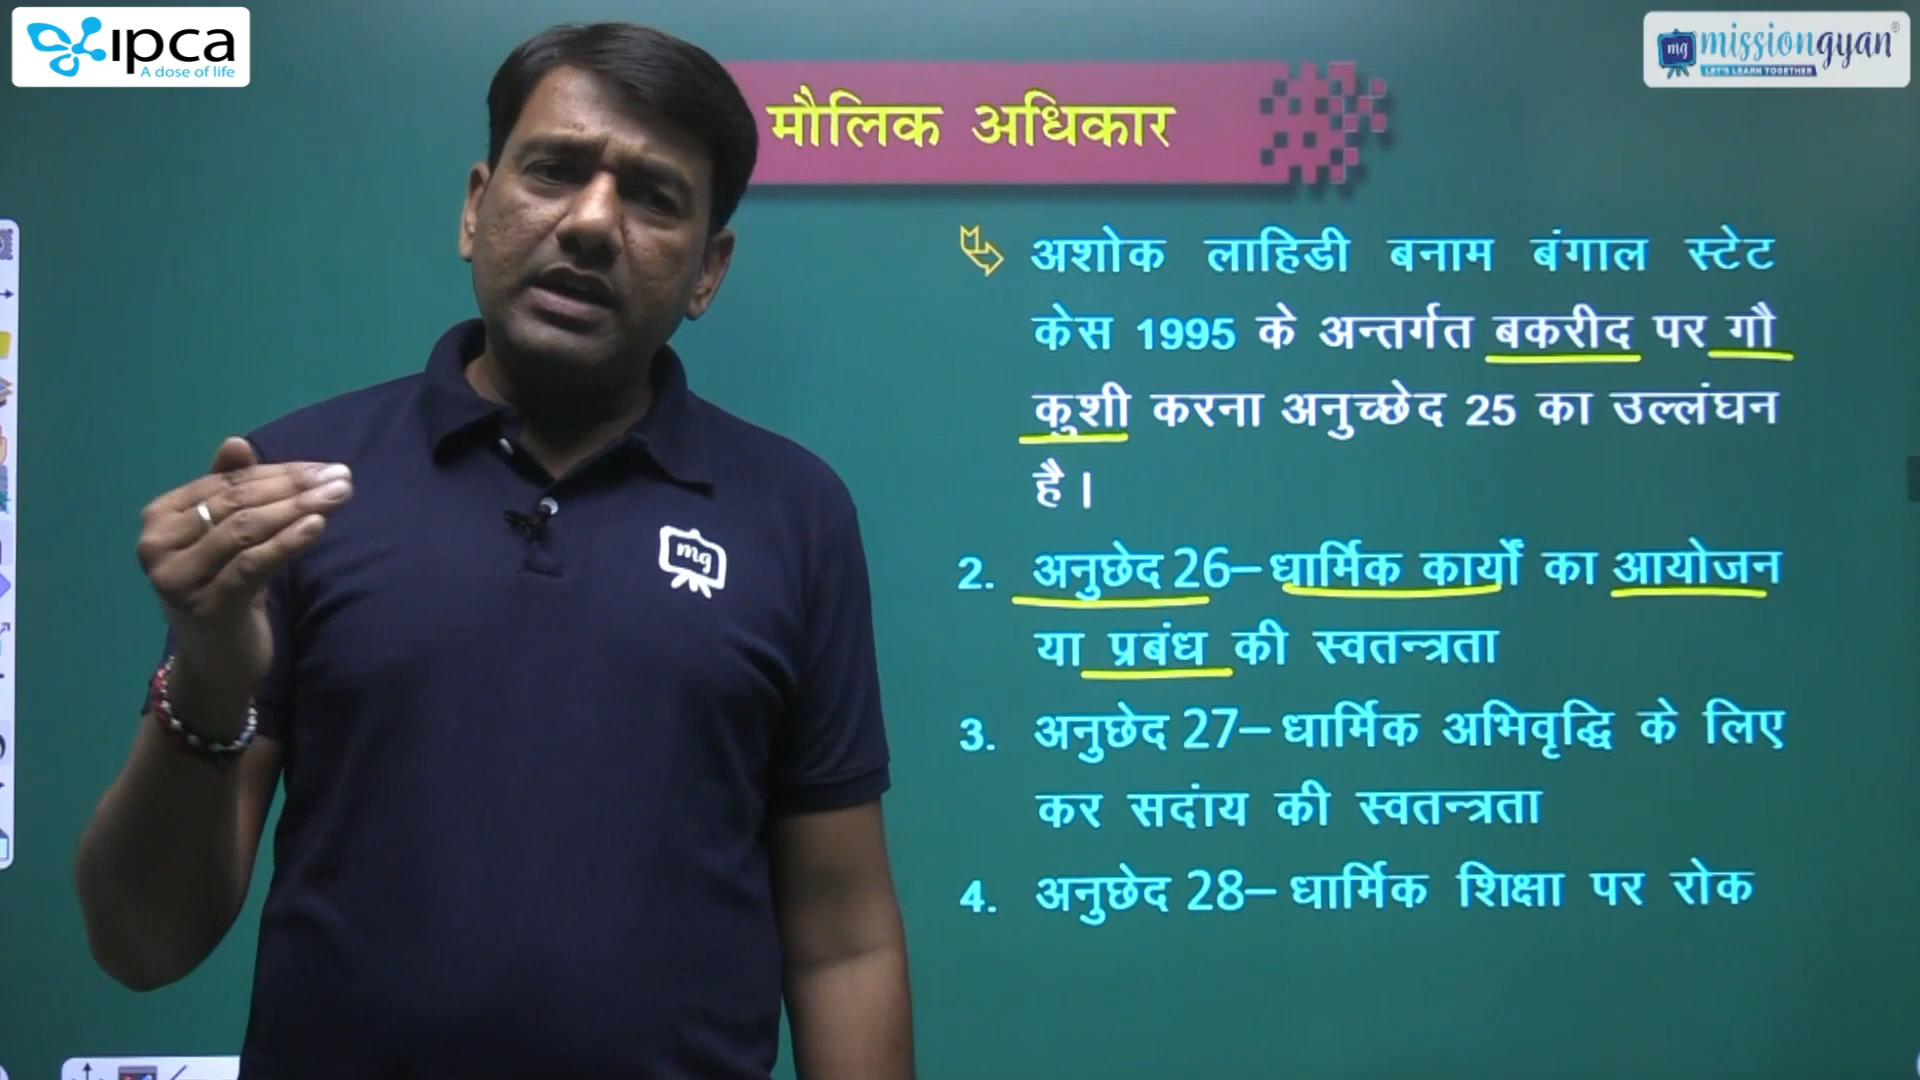 ipca
A dose of life
mg missiongyan®
LET'S LEARN TOGETHER
मौलिक अधिकार
अशोक लाहिडी बनाम बंगाल स्टेट
केस 1995 के अन्तर्गत बकरीद पर गौ
कुशी करना अनुच्छेद 25 का उल्लंघन
है।
2. अनुछेद 26–धार्मिक कार्यों का आयोजन
या प्रबंध की स्वतन्त्रता
3. अनुछेद 27–धार्मिक अभिवृद्धि के लिए
कर सदांय की स्वतन्त्रता
4. अनुछेद 28–धार्मिक शिक्षा पर रोक
mg